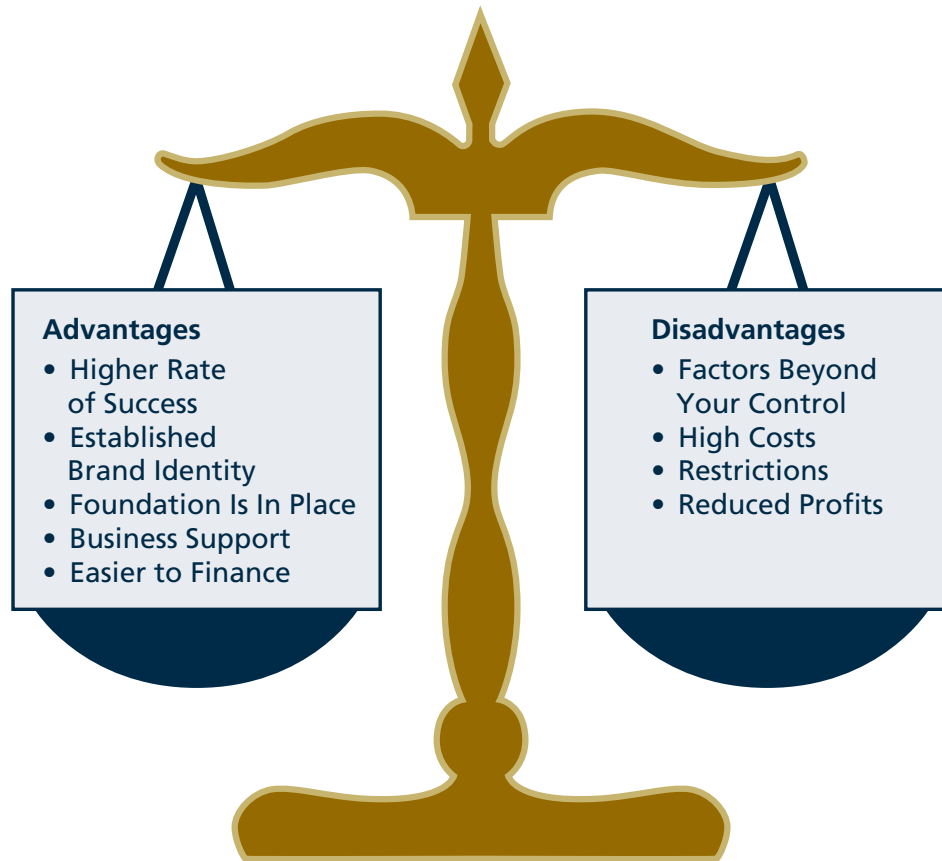 Advantages
• Higher Rate
of Success
• Established
Brand Identity
• Foundation Is In Place
• Business Support
• Easier to Finance
Disadvantages
• Factors Beyond
Your Control
• High Costs
• Restrictions
• Reduced Profits